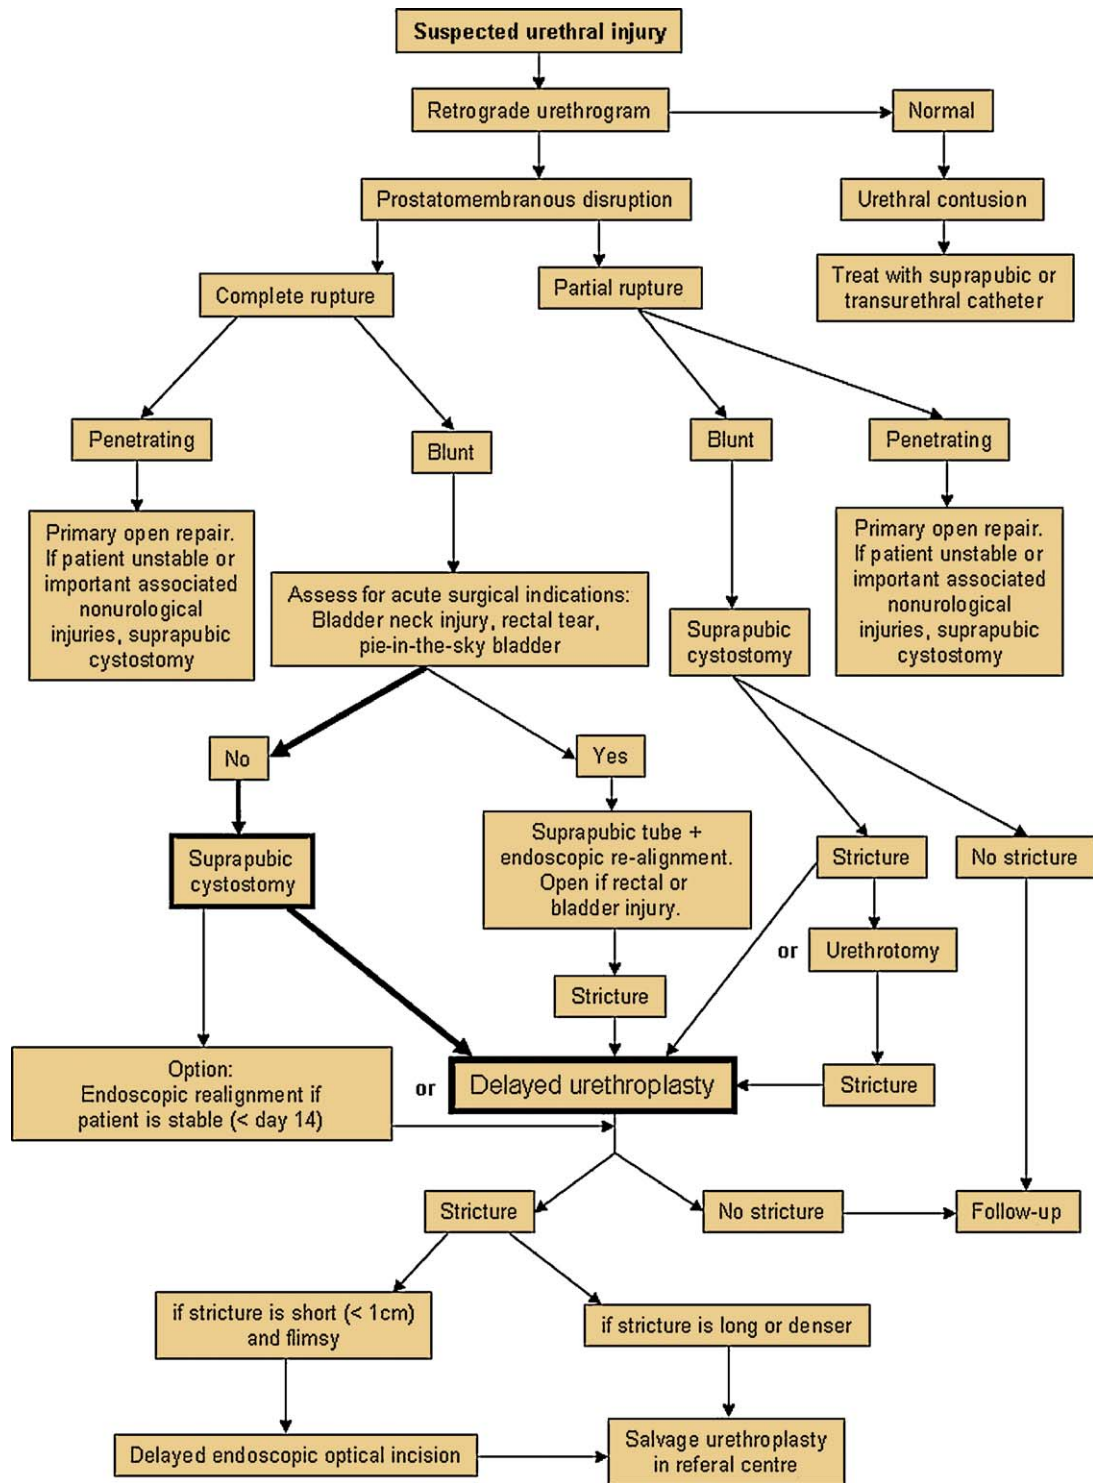 Suspected urethral injury
Retrograde urethrogram
Normal
Prostatomembranous disruption
Urethral contusion
Complete rupture
Partial rupture
Treat with suprapubic or
transurethral catheter
Penetrating
Blunt
Blunt
Penetrating
Primary open repair.
If patient unstable or
important associated
nonurological
injuries, suprapubic
cystostomy
Assess for acute surgical indications:
Bladder neck injury, rectal tear,
pie-in-the-sky bladder
Suprapubic
cystostomy
Primary open repair.
If patient unstable or
important associated
nonurological
injuries, suprapubic
cystostomy
No
Yes
Suprapubic
cystostomy
Suprapubic tube +
endoscopic re-alignment.
Open if rectal or
bladder injury.
Stricture
No stricture
or
Urethrotomy
Stricture
Option:
Endoscopic realignment if
patient is stable (< day 14)
or
Delayed urethroplasty
Stricture
Stricture
No stricture
Follow-up
if stricture is short (< 1cm)
and flimsy
if stricture is long or denser
Delayed endoscopic optical incision
Salvage urethroplasty
in referal centre